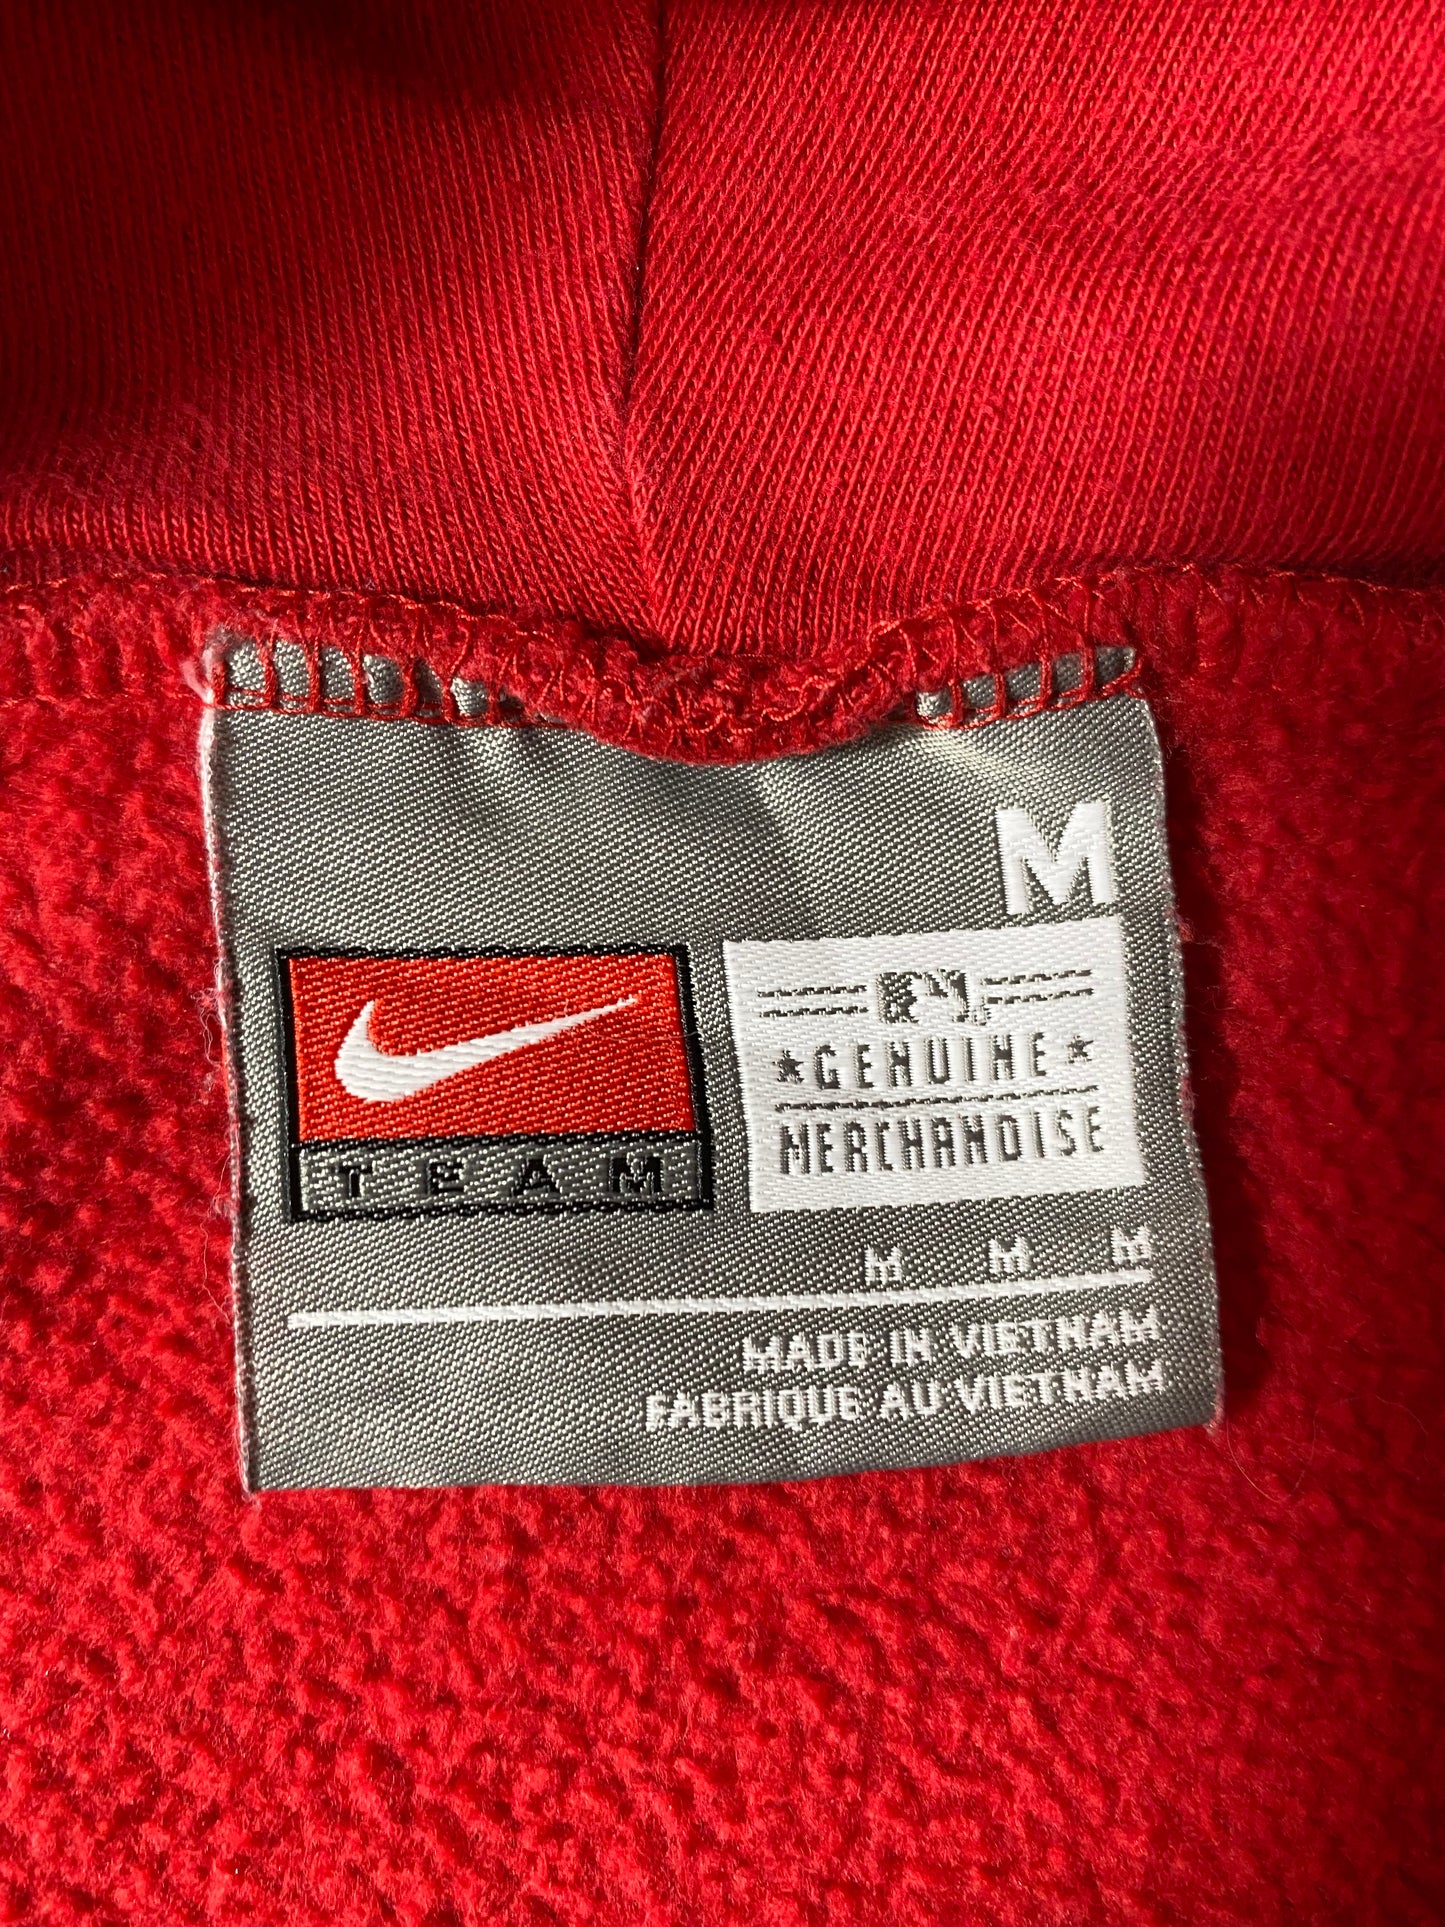 M
TEAM
GENUINE
MERCHANDISE
M M M
MADE IN VIETNAM
FABRIQUE AU VIETNAM